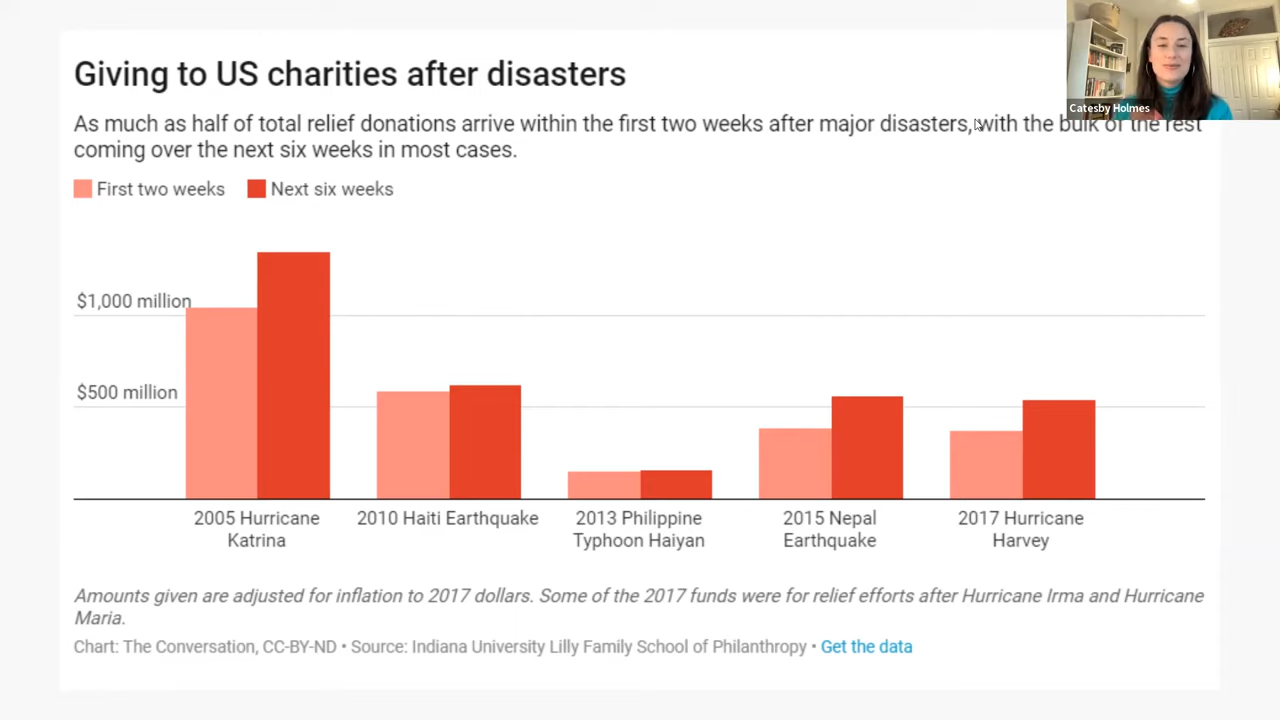 Giving to US charities after disasters
Catesby Holmes
As much as half of total relief donations arrive within the first two weeks after major disasters, with the bulk of the rest
coming over the next six weeks in most cases.
First two weeks
Next six weeks
$1,000 million
$500 million
2005 Hurricane
Katrina
2010 Haiti Earthquake
2013 Philippine
Typhoon Haiyan
2015 Nepal
Earthquake
2017 Hurricane
Harvey
Amounts given are adjusted for inflation to 2017 dollars. Some of the 2017 funds were for relief efforts after Hurricane Irma and Hurricane
Maria.
Chart: The Conversation, CC-BY-ND • Source: Indiana University Lilly Family School of Philanthropy • Get the data